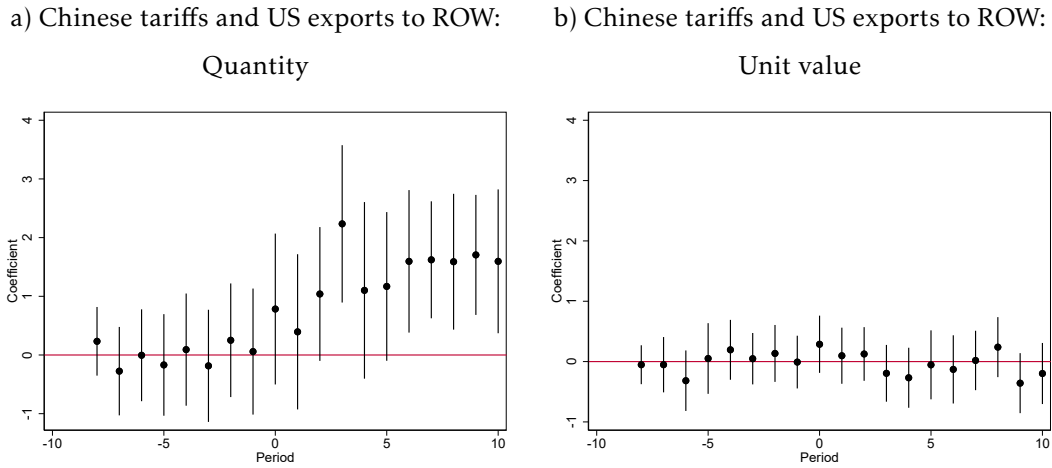 a) Chinese tariffs and US exports to ROW:
Quantity
4
3
2
1
0
-1
Coefficient
-10
-5
0
5
10
Period
b) Chinese tariffs and US exports to ROW:
Unit value
4
3
2
1
0
-1
Coefficient
-10
-5
0
5
10
Period